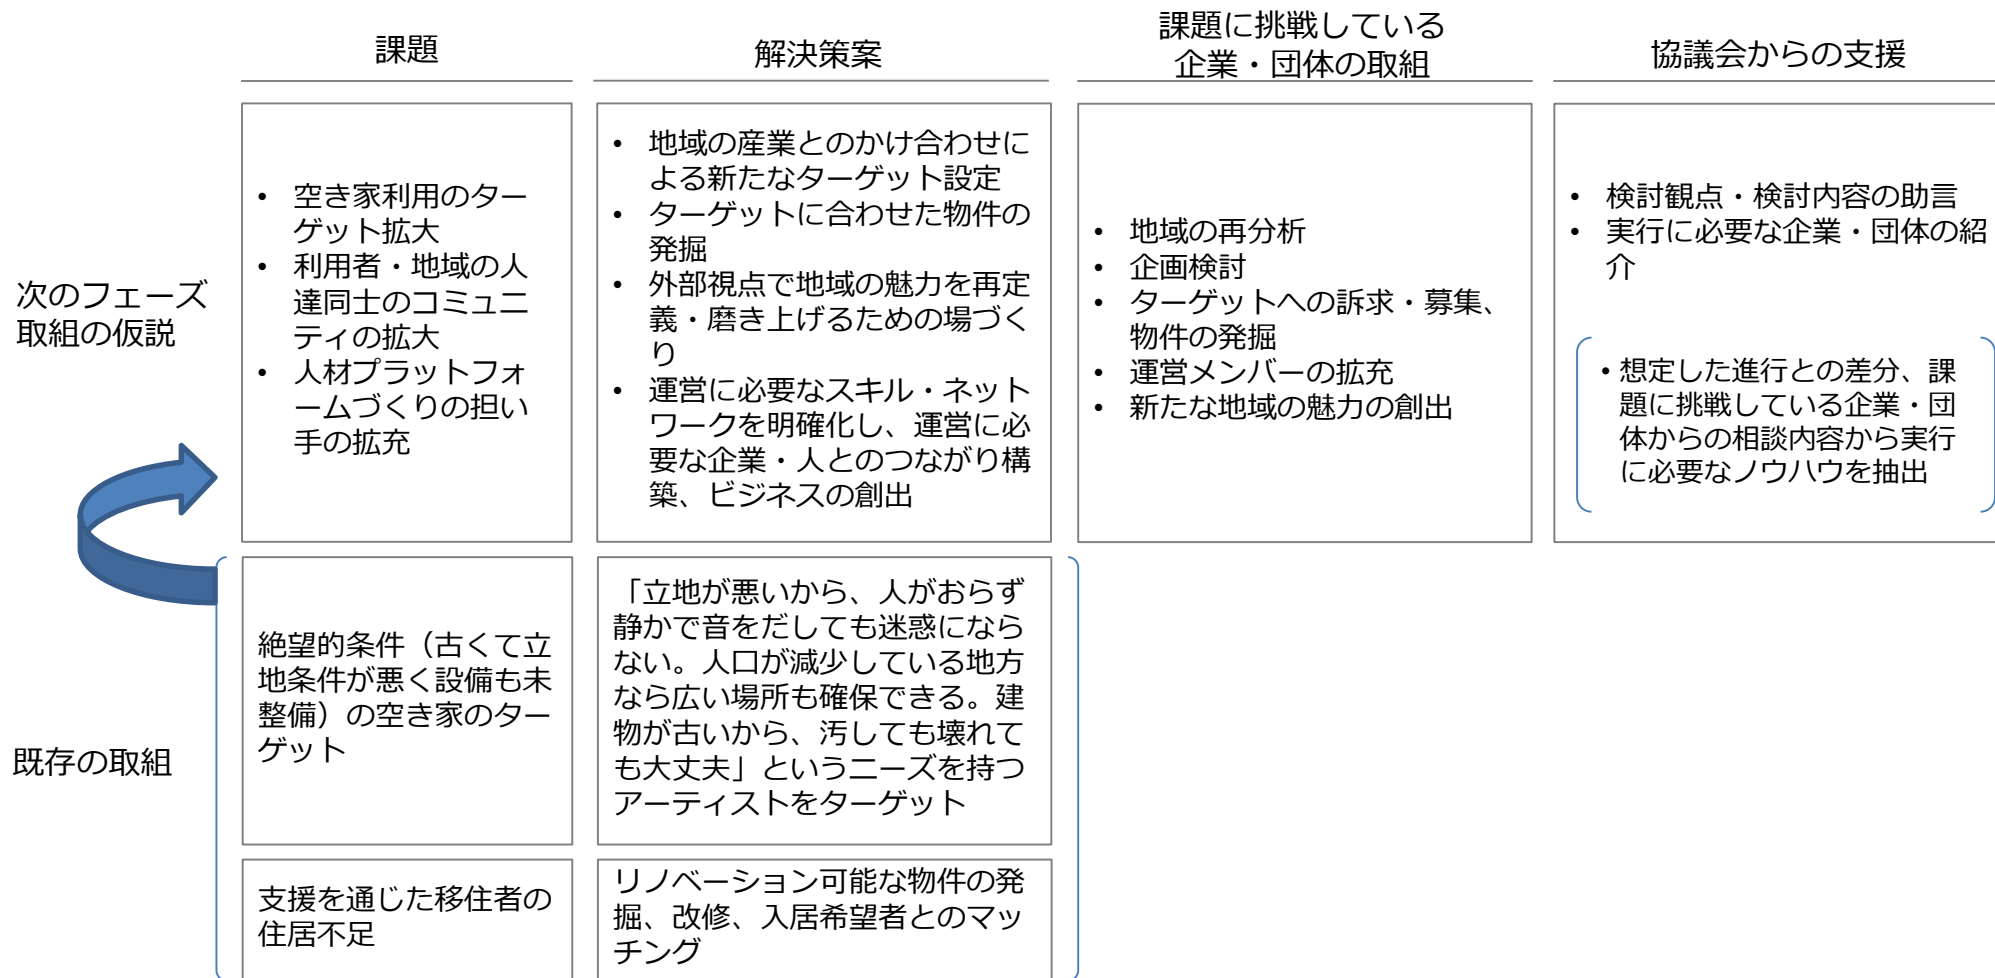 課題
解決策案
課題に挑戦している
企業・団体の取組
協議会からの支援
次のフェーズ
取組の仮説
• 空き家利用のター
ゲット拡大
• 利用者・地域の人
達同士のコミュニ
ティの拡大
• 人材プラットフォ
ームづくりの担い
手の拡充
• 地域の産業とのかけ合わせに
よる新たなターゲット設定
• ターゲットに合わせた物件の
発掘
• 外部視点で地域の魅力を再定
義・磨き上げるための場づく
り
• 運営に必要なスキル・ネット
ワークを明確化し、運営に必
要な企業・人とのつながり構
築、ビジネスの創出
• 地域の再分析
• 企画検討
• ターゲットへの訴求・募集、
物件の発掘
• 運営メンバーの拡充
• 新たな地域の魅力の創出
• 検討観点・検討内容の助言
• 実行に必要な企業・団体の紹
介
• 想定した進行との差分、課
題に挑戦している企業・団
体からの相談内容から実行
に必要なノウハウを抽出
既存の取組
絶望的条件（古くて立
地条件が悪く設備も未
整備）の空き家のター
ゲット
「立地が悪いから、人がおらず
静かで音をだしても迷惑になら
ない。人口が減少している地方
なら広い場所も確保できる。建
物が古いから、汚しても壊れて
も大丈夫」というニーズを持つ
アーティストをターゲット
支援を通じた移住者の
住居不足
リノベーション可能な物件の発
掘、改修、入居希望者とのマッ
チング